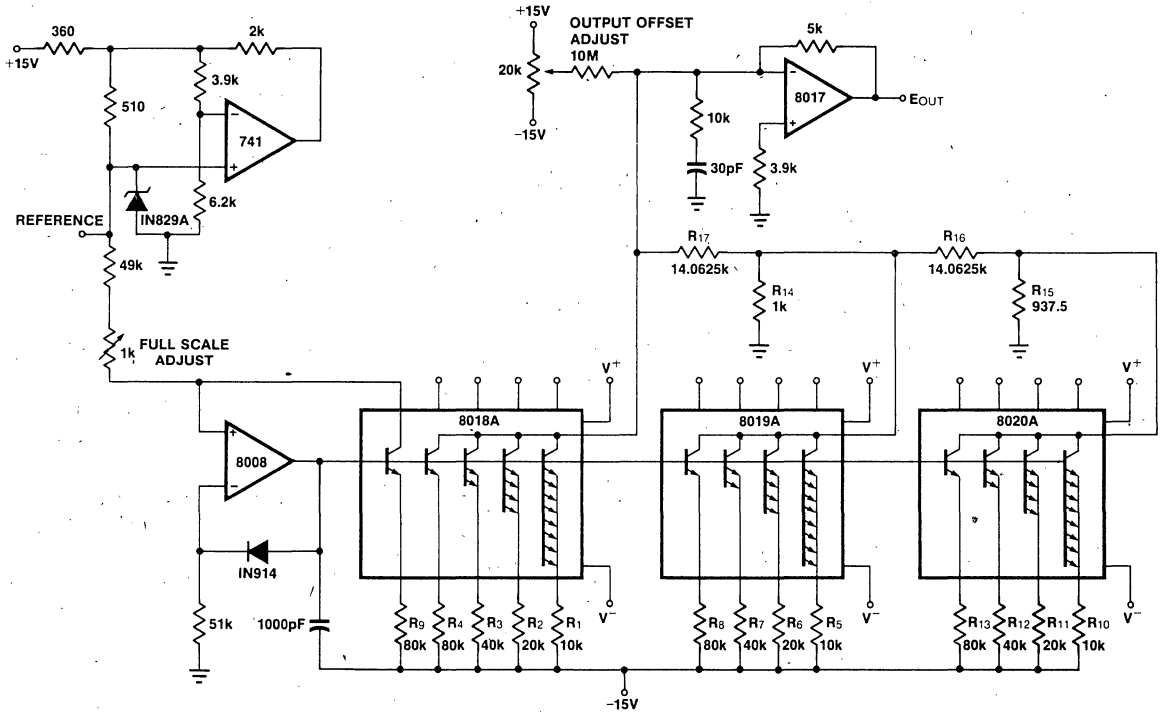 360
+15V
2k
3.9k
510
741
−
+
6.2k
IN829A
REFERENCE
49k
1k
FULL SCALE
ADJUST
+15V
20k
−15V
OUTPUT OFFSET
ADJUST
10M
5k
−
8017
+
EOUT
10k
30pF
3.9k
R17
14.0625k
R14
1k
R16
14.0625k
R15
937.5
+
8008
−
IN914
51k
1000pF
8018A
V+
V−
8019A
V+
V−
8020A
V+
V−
R9
80k
R4
80k
R3
40k
R2
20k
R1
10k
R8
80k
R7
40k
R6
20k
R5
10k
R13
80k
R12
40k
R11
20k
R10
10k
−15V